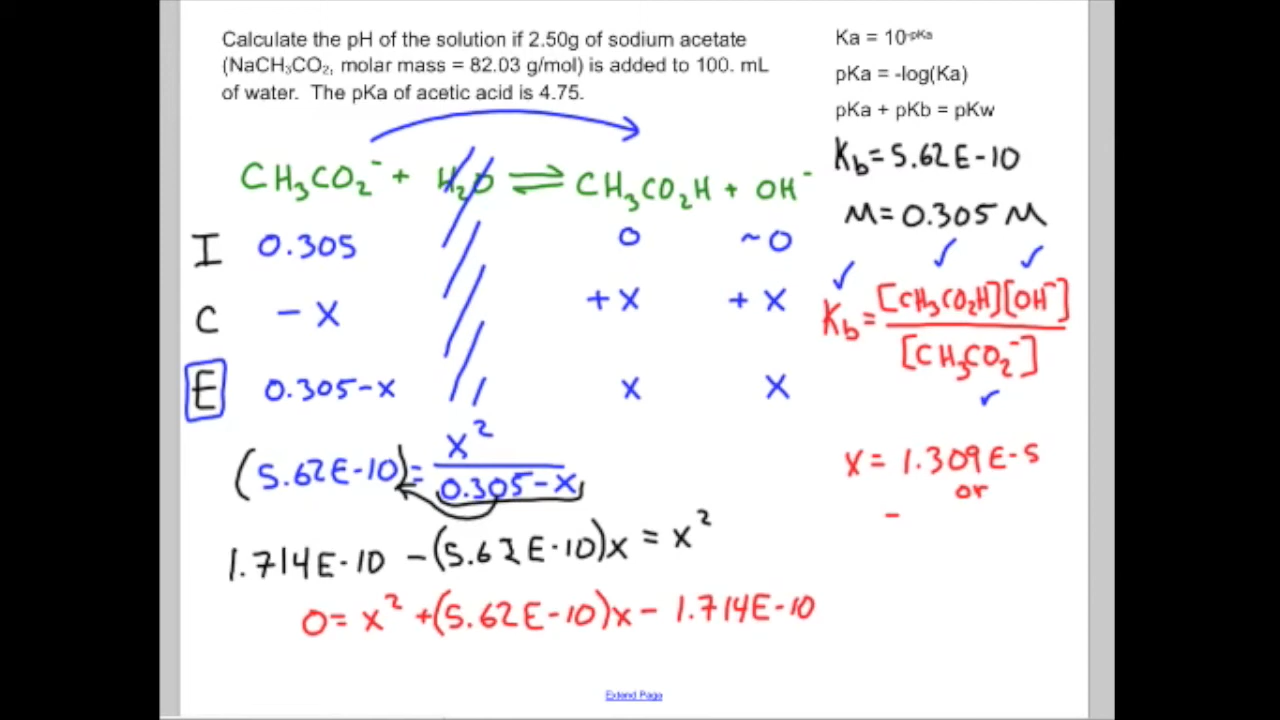 Calculate the pH of the solution if 2.50g of sodium acetate
(NaCH₃CO₂, molar mass = 82.03 g/mol) is added to 100. mL
of water. The pKa of acetic acid is 4.75.
Ka = 10^-pKa
pKa = -log(Ka)
pKa + pKb = pKw
Kb = 5.62E-10
M = 0.305 M
CH₃CO₂⁻ + H₂O ⇌ CH₃CO₂H + OH⁻
I 0.305 0 ~0
C -x +x +x
E 0.305-x x x
Kb = [CH₃CO₂H][OH⁻]
[CH₃CO₂⁻]
(5.62E-10) = x²
0.305-x
x = 1.309E-5
or
-
1.714E-10 - (5.62E-10)x = x²
0 = x² + (5.62E-10)x - 1.714E-10
Extend Page